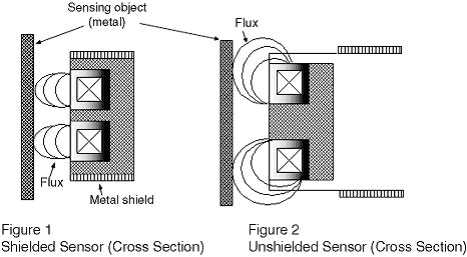 Sensing object
(metal)
Flux
Flux
Metal shield
Figure 1
Shielded Sensor (Cross Section)
Figure 2
Unshielded Sensor (Cross Section)